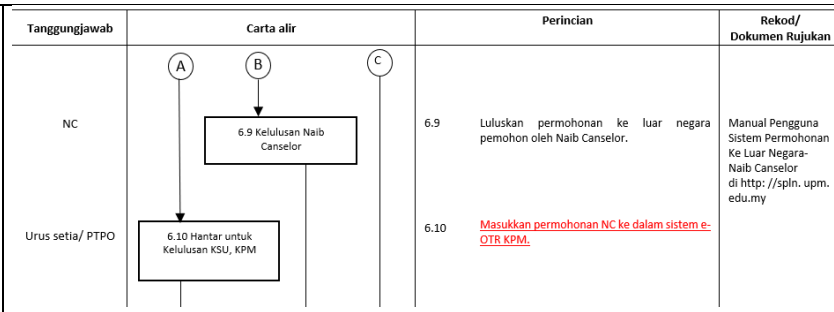 Tanggungjawab
Carta alir
Perincian
Rekod/
Dokumen Rujukan
A
B
C
NC
6.9 Kelulusan Naib
Canselor
6.9 Luluskan permohonan ke luar negara
pemohon oleh Naib Canselor.
Manual Pengguna
Sistem Permohonan
Ke Luar Negara-
Naib Canselor
di http: //spln. upm.
edu.my
Urus setia/ PTPO
6.10 Hantar untuk
Kelulusan KSU, KPM
6.10 Masukkan permohonan NC ke dalam sistem e-
OTR KPM.